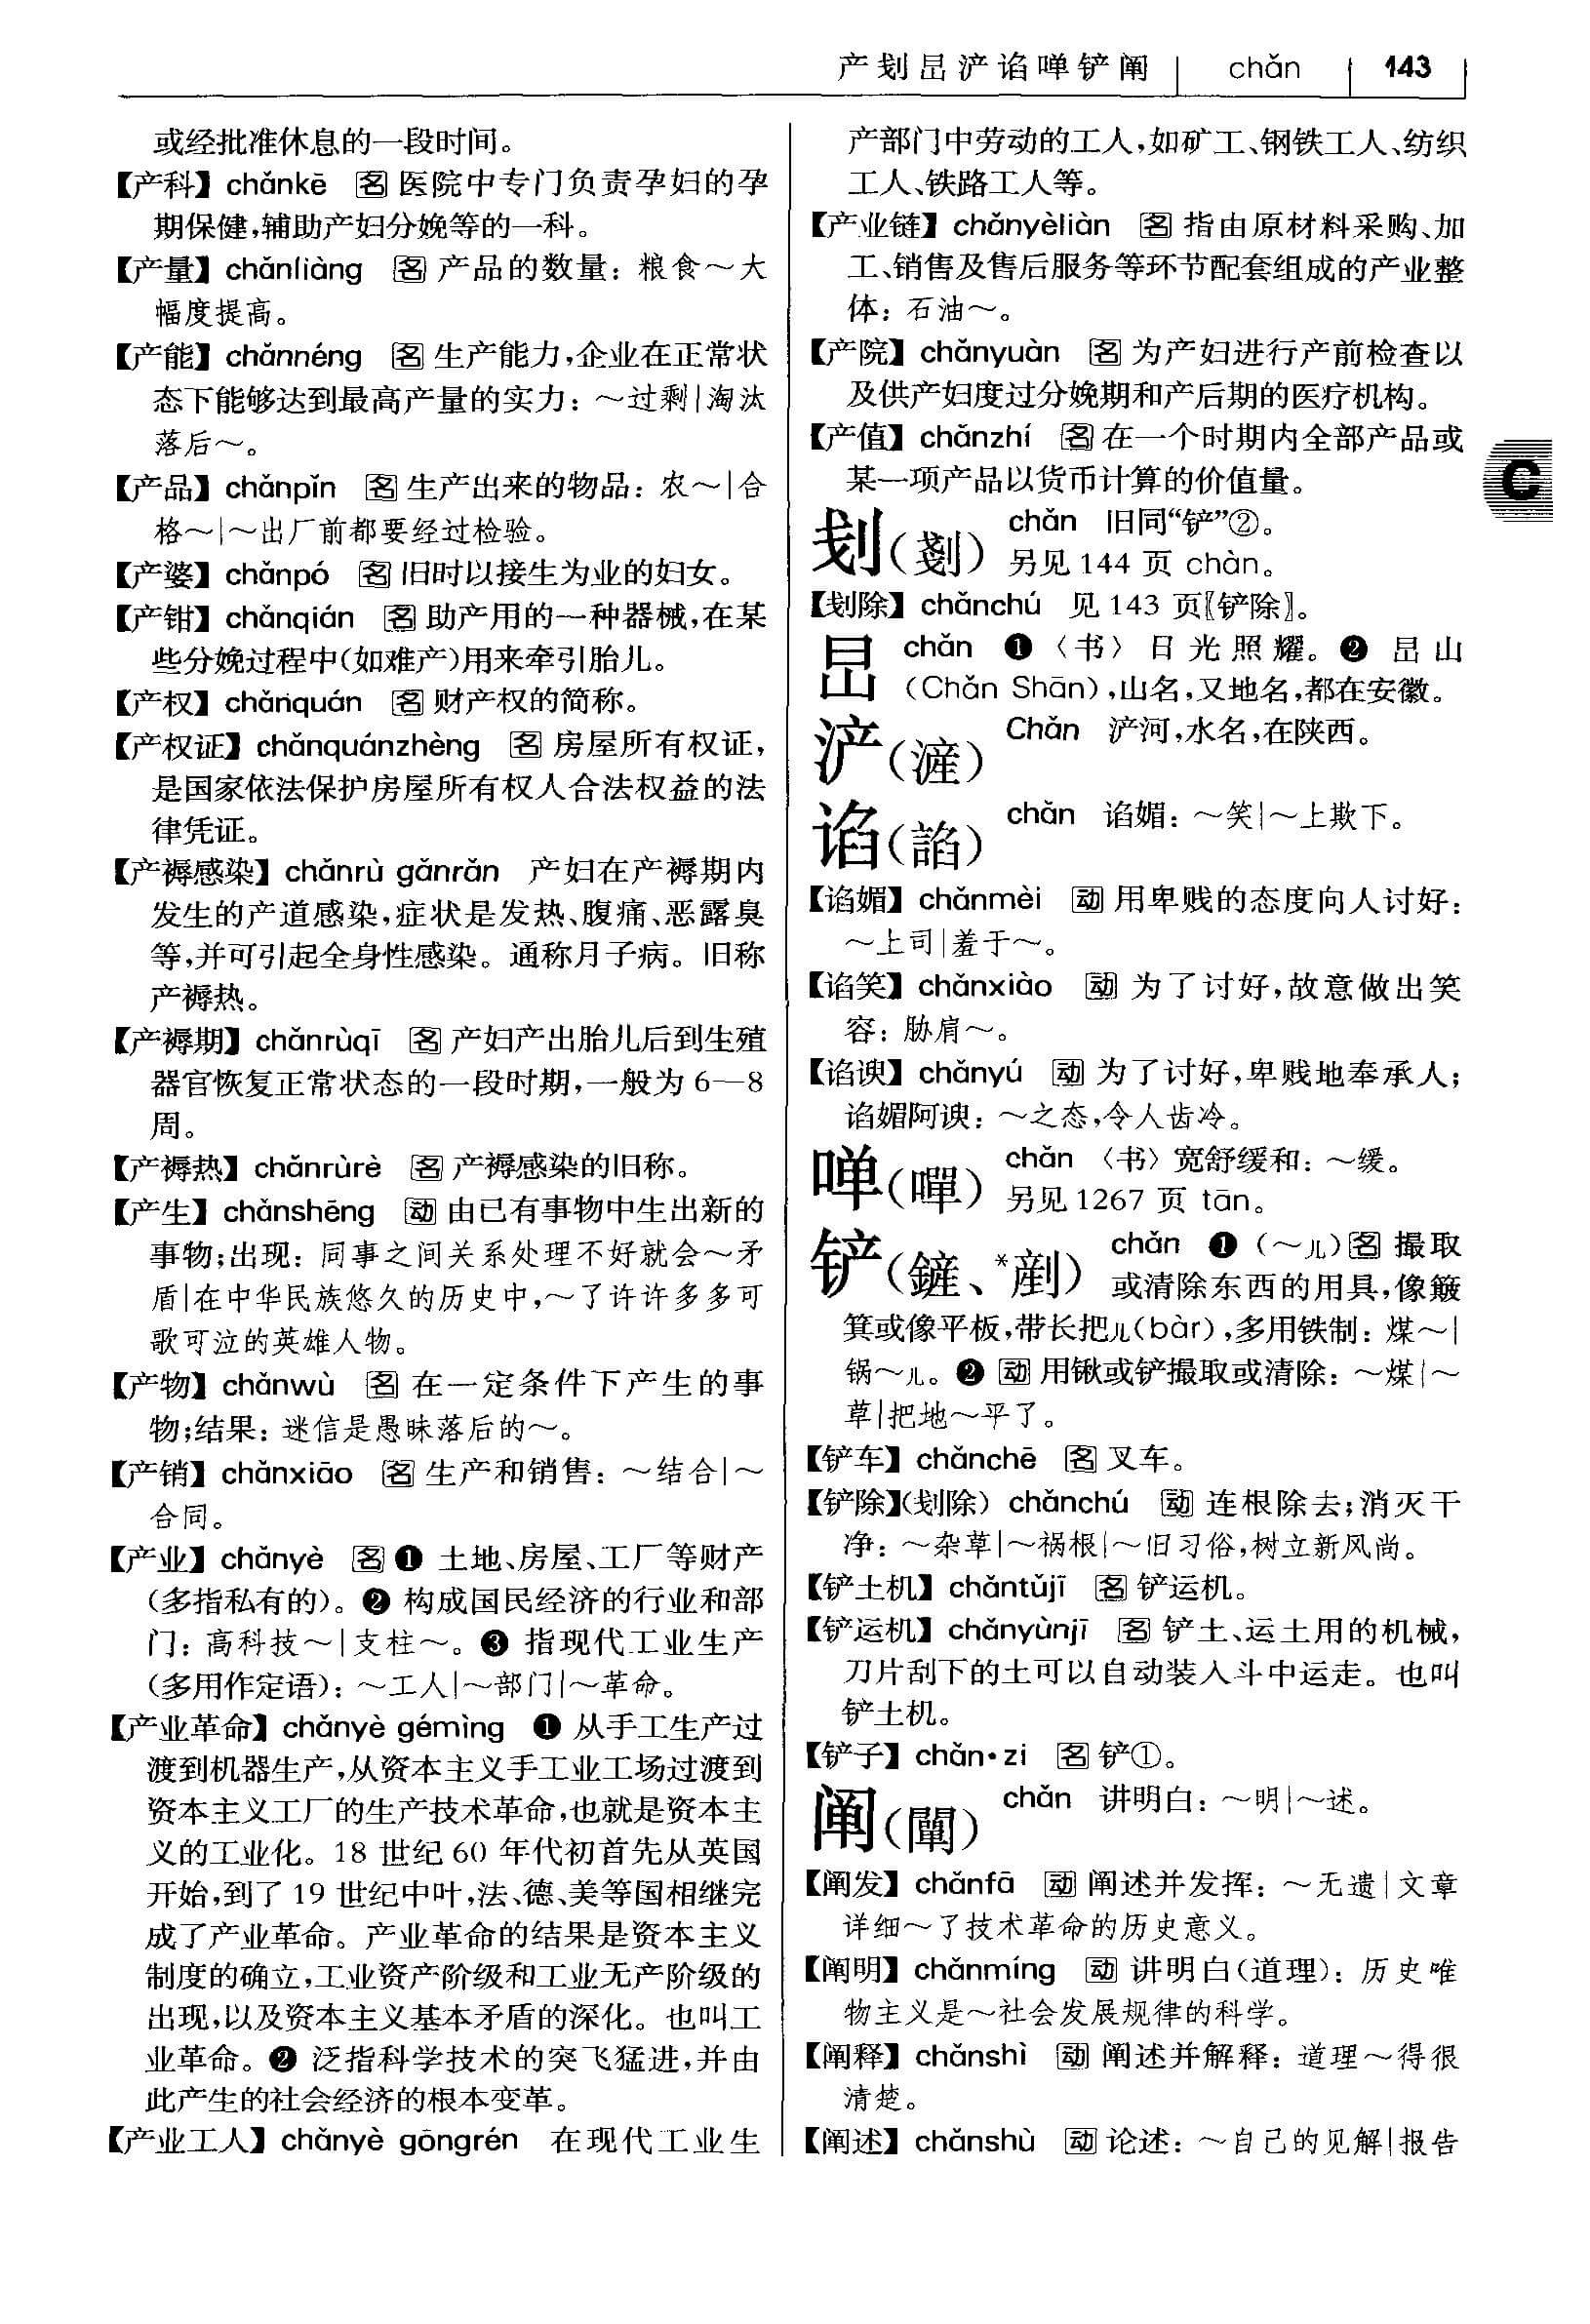 产刬旵浐谄啴铲阐 chǎn 143
或经批准休息的一段时间。
【产科】 chǎnkē 名 医院中专门负责孕妇的孕
期保健,辅助产妇分娩等的一科。
【产量】 chǎnliàng 名 产品的数量：粮食～大
幅度提高。
【产能】 chǎnnéng 名 生产能力,企业在正常状
态下能够达到最高产量的实力：～过剩|淘汰
落后～。
【产品】 chǎnpǐn 名 生产出来的物品：农～|合
格～|～出厂前都要经过检验。
【产婆】 chǎnpó 名 旧时以接生为业的妇女。
【产钳】 chǎnqián 名 助产用的一种器械,在某
些分娩过程中(如难产)用来牵引胎儿。
【产权】 chǎnquán 名 财产权的简称。
【产权证】 chǎnquánzhèng 名 房屋所有权证,
是国家依法保护房屋所有权人合法权益的法
律凭证。
【产褥感染】 chǎnrù gǎnrǎn 产妇在产褥期内
发生的产道感染,症状是发热、腹痛、恶露臭
等,并可引起全身性感染。通称月子病。旧称
产褥热。
【产褥期】 chǎnrùqī 名 产妇产出胎儿后到生殖
器官恢复正常状态的一段时期,一般为 6—8
周。
【产褥热】 chǎnrùrè 名 产褥感染的旧称。
【产生】 chǎnshēng 动 由已有事物中生出新的
事物;出现：同事之间关系处理不好就会～矛
盾|在中华民族悠久的历史中,～了许许多多可
歌可泣的英雄人物。
【产物】 chǎnwù 名 在一定条件下产生的事
物;结果：迷信是愚昧落后的～。
【产销】 chǎnxiāo 名 生产和销售：～结合|～
合同。
【产业】 chǎnyè 名 ❶ 土地、房屋、工厂等财产
(多指私有的)。❷ 构成国民经济的行业和部
门：高科技～|支柱～。❸ 指现代工业生产
(多用作定语)：～工人|～部门|～革命。
【产业革命】 chǎnyè gémìng ❶ 从手工生产过
渡到机器生产,从资本主义手工业工场过渡到
资本主义工厂的生产技术革命,也就是资本主
义的工业化。18 世纪 60 年代初首先从英国
开始,到了 19 世纪中叶,法、德、美等国相继完
成了产业革命。产业革命的结果是资本主义
制度的确立,工业资产阶级和工业无产阶级的
出现,以及资本主义基本矛盾的深化。也叫工
业革命。❷ 泛指科学技术的突飞猛进,并由
此产生的社会经济的根本变革。
【产业工人】 chǎnyè gōngrén 在现代工业生
产部门中劳动的工人,如矿工、钢铁工人、纺织
工人、铁路工人等。
【产业链】 chǎnyèliàn 名 指由原材料采购、加
工、销售及售后服务等环节配套组成的产业整
体：石油～。
【产院】 chǎnyuàn 名 为产妇进行产前检查以
及供产妇度过分娩期和产后期的医疗机构。
【产值】 chǎnzhí 名 在一个时期内全部产品或
某一项产品以货币计算的价值量。
C
刬(剗) chǎn 旧同“铲”②。
另见 144 页 chàn。
【刬除】 chǎnchú 见 143 页〖铲除〗。
旵 chǎn ❶〈书〉日光照耀。❷ 旵山
(Chǎn Shān),山名,又地名,都在安徽。
浐(滻) Chǎn 浐河,水名,在陕西。
谄(諂) chǎn 谄媚：～笑|～上欺下。
【谄媚】 chǎnmèi 动 用卑贱的态度向人讨好：
～上司|羞于～。
【谄笑】 chǎnxiào 动 为了讨好,故意做出笑
容：胁肩～。
【谄谀】 chǎnyú 动 为了讨好,卑贱地奉承人;
谄媚阿谀：～之态,令人齿冷。
啴(嘽) chǎn 〈书〉宽舒缓和：～缓。
另见 1267 页 tān。
铲(鏟、*剷) chǎn ❶ (～儿)名 撮取
或清除东西的用具,像簸
箕或像平板,带长把儿(bàr),多用铁制：煤～|
锅～儿。❷ 动 用锹或铲撮取或清除：～煤|～
草|把地～平了。
【铲车】 chǎnchē 名 叉车。
【铲除】(刬除) chǎnchú 动 连根除去;消灭干
净：～杂草|～祸根|～旧习俗,树立新风尚。
【铲土机】 chǎntǔjī 名 铲运机。
【铲运机】 chǎnyùnjī 名 铲土、运土用的机械,
刀片刮下的土可以自动装入斗中运走。也叫
铲土机。
【铲子】 chǎn·zi 名 铲①。
阐(闡) chǎn 讲明白：～明|～述。
【阐发】 chǎnfā 动 阐述并发挥：～无遗|文章
详细～了技术革命的历史意义。
【阐明】 chǎnmíng 动 讲明白(道理)：历史唯
物主义是～社会发展规律的科学。
【阐释】 chǎnshì 动 阐述并解释：道理～得很
清楚。
【阐述】 chǎnshù 动 论述：～自己的见解|报告